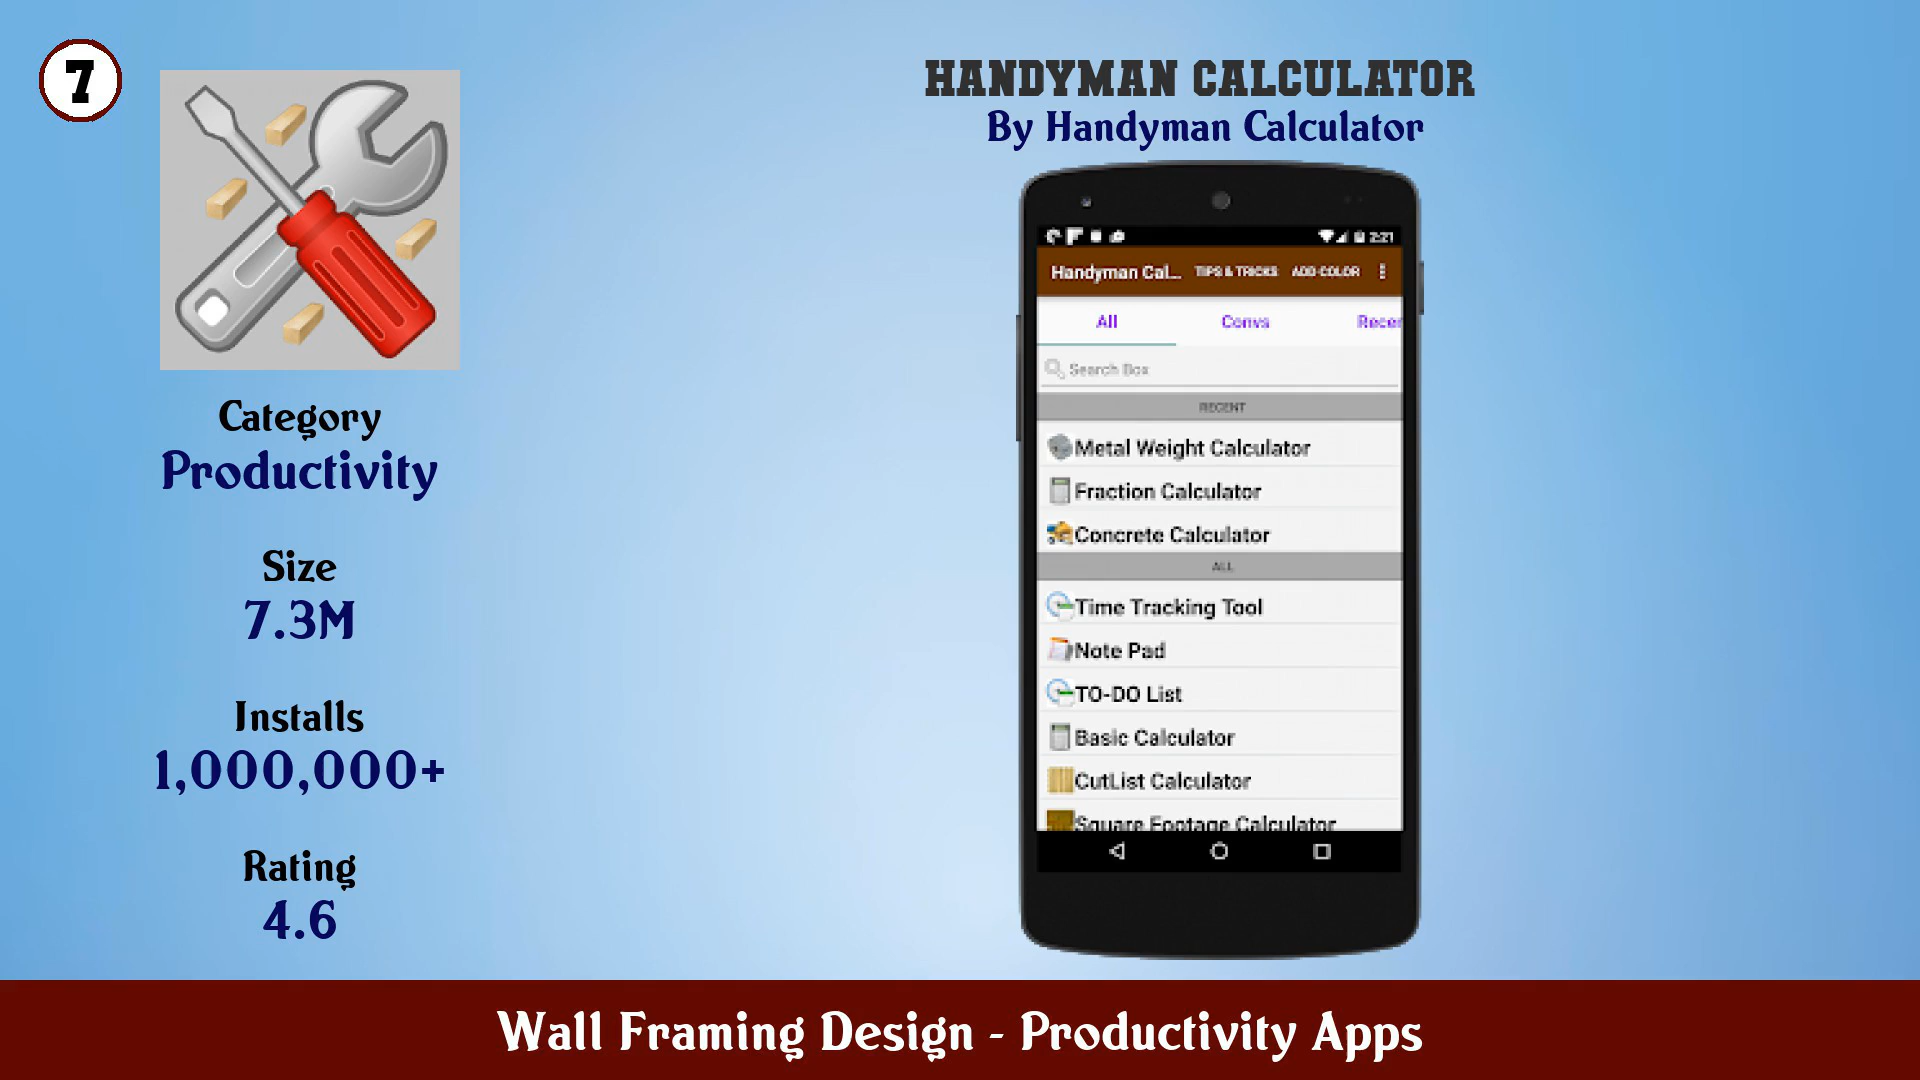 7
HANDYMAN CALCULATOR
By Handyman Calculator
Category
Productivity
Size
7.3M
Installs
1,000,000+
Rating
4.6
2:21
Handyman Cal... TIPS & TRICKS ADD COLOR
All Convs Recen
Search Box
RECENT
Metal Weight Calculator
Fraction Calculator
Concrete Calculator
ALL
Time Tracking Tool
Note Pad
TO-DO List
Basic Calculator
CutList Calculator
Square Footage Calculator
Wall Framing Design - Productivity Apps